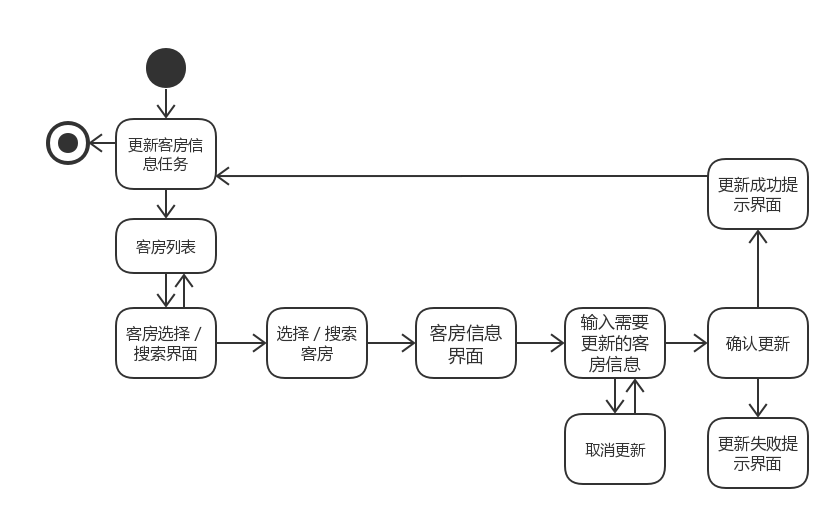 更新客房信
息任务
更新成功提
示界面
客房列表
客房选择 /
搜索界面
选择 / 搜索
客房
客房信息
界面
输入需要
更新的客
房信息
确认更新
取消更新
更新失败提
示界面